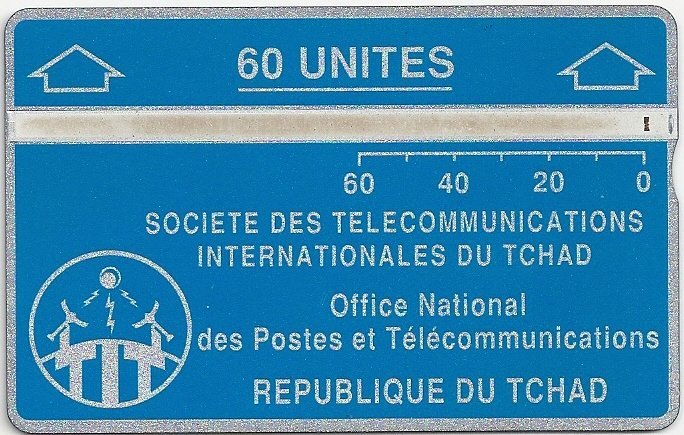 60 UNITES
60 40 20 0
SOCIETE DES TELECOMMUNICATIONS
INTERNATIONALES DU TCHAD
Office National
des Postes et Télécommunications
REPUBLIQUE DU TCHAD
TIT